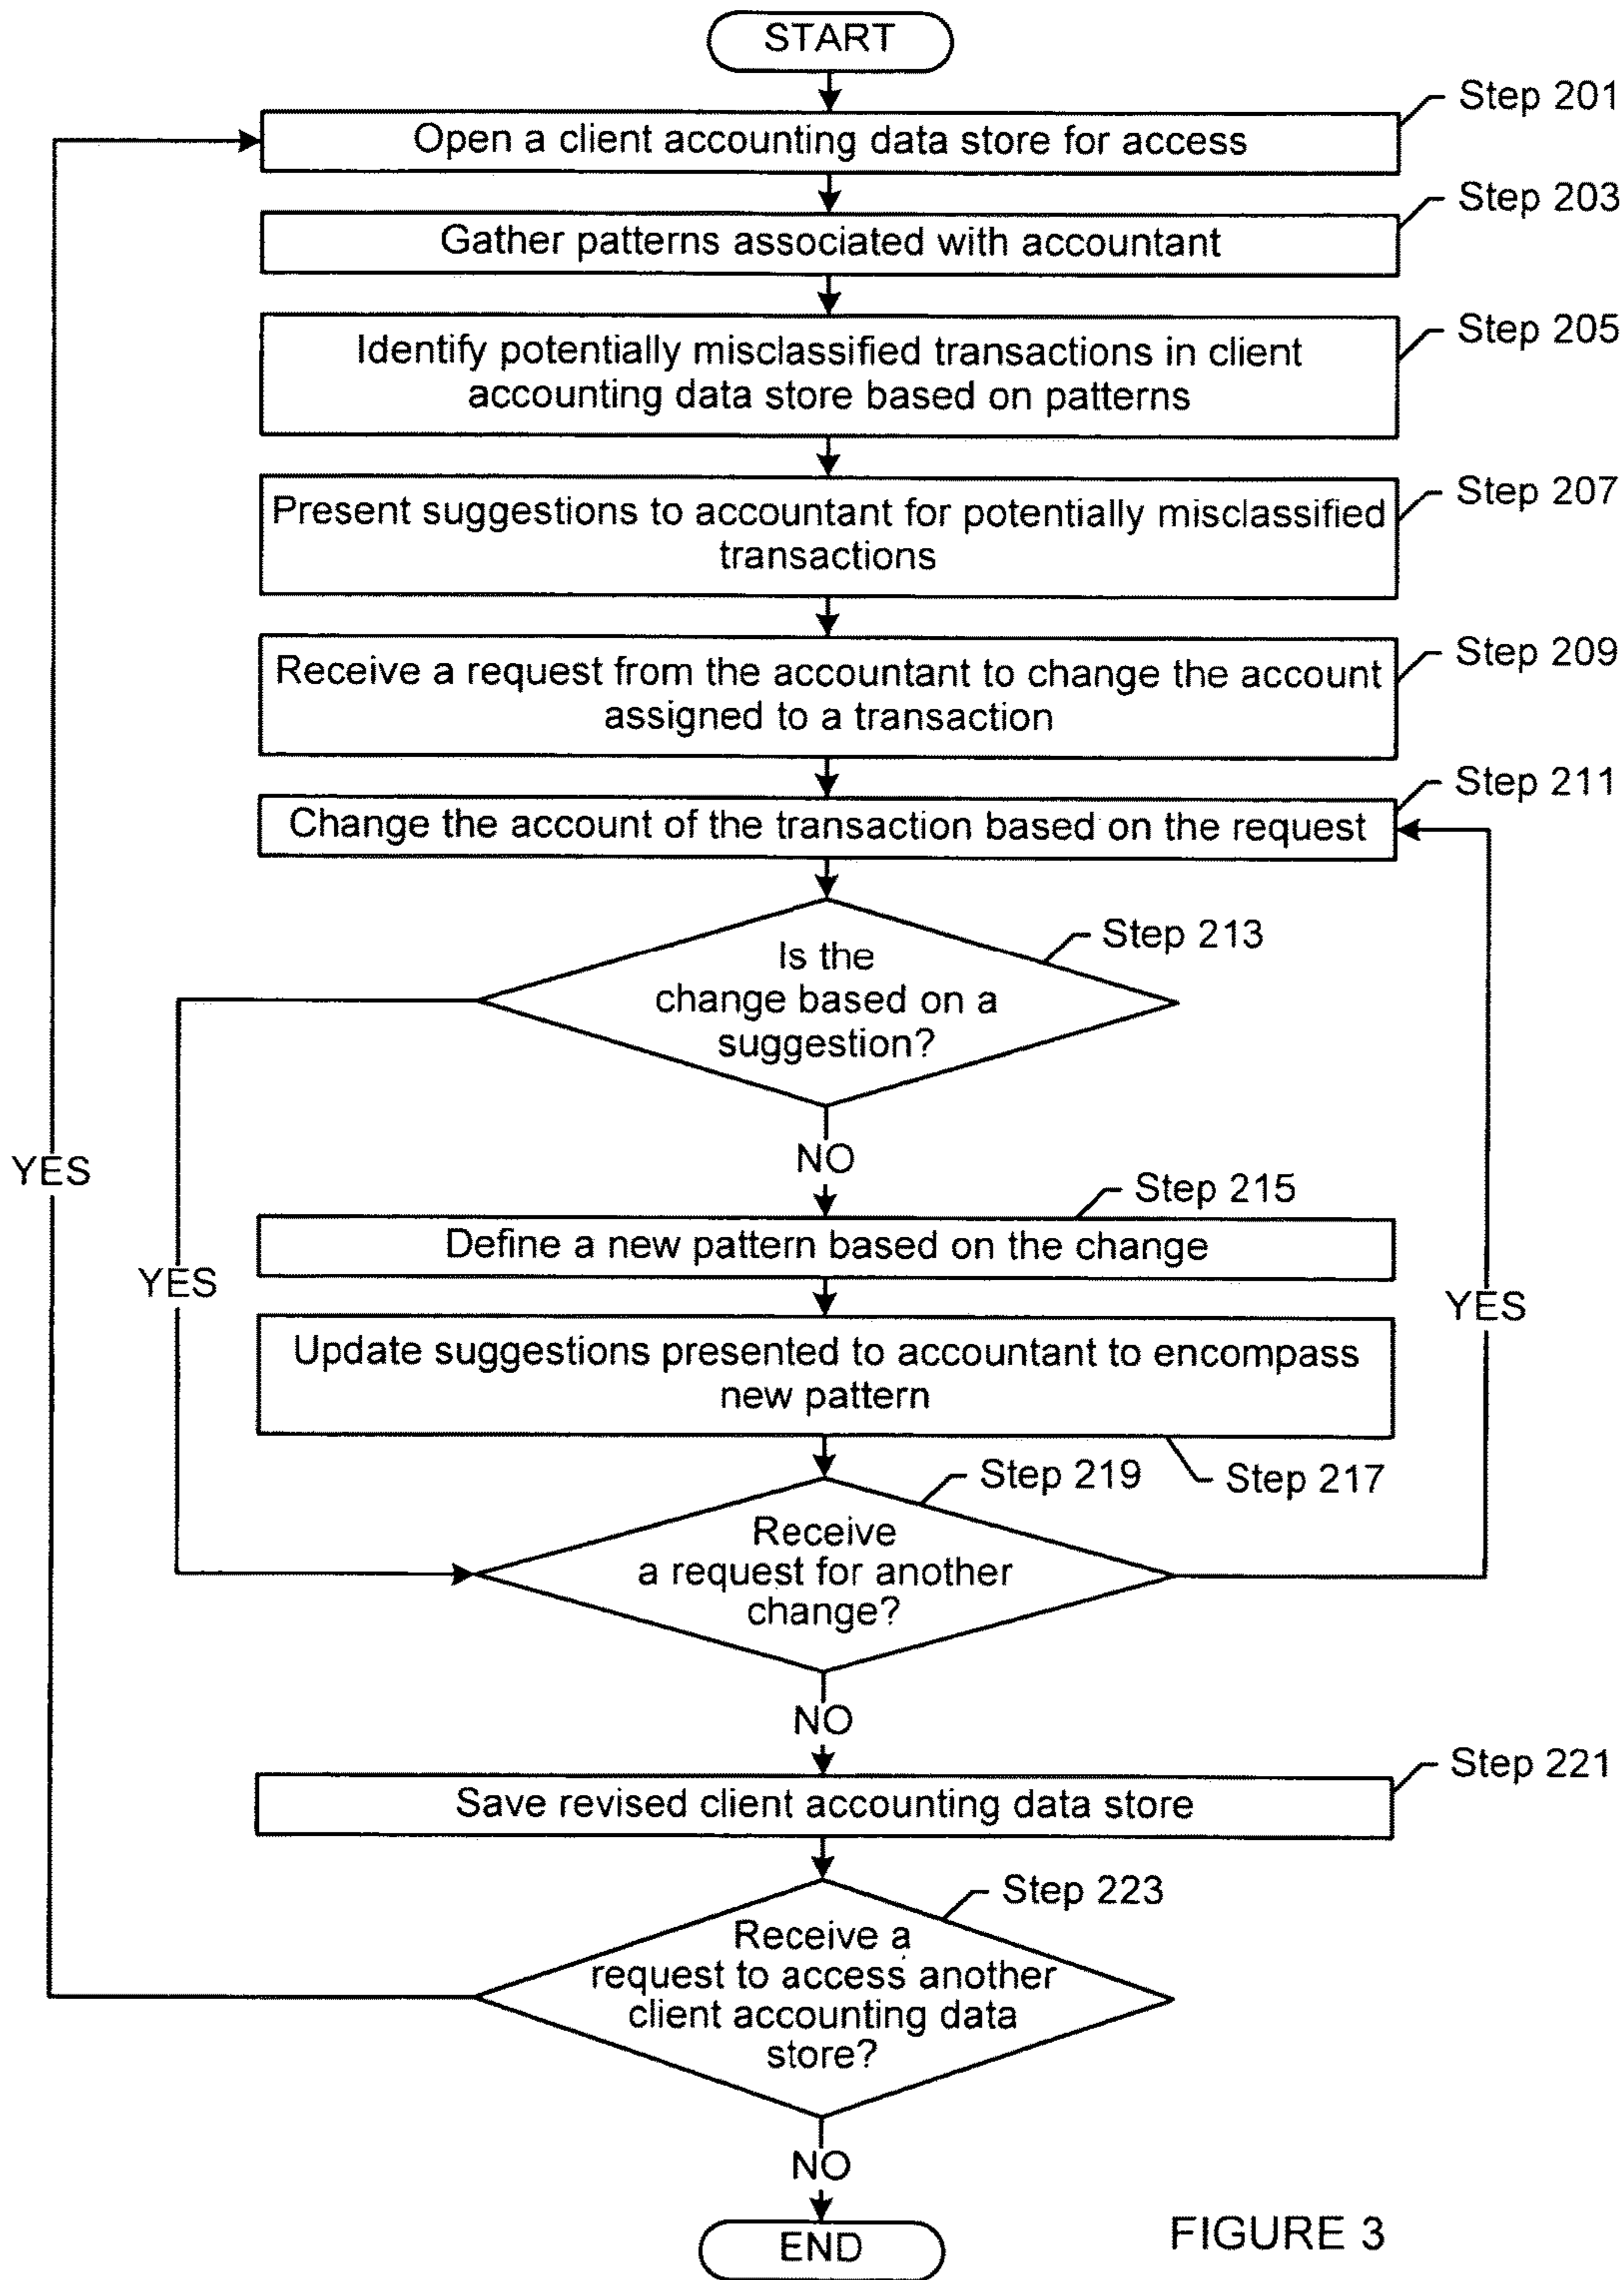 START
Step 201
Open a client accounting data store for access
Step 203
Gather patterns associated with accountant
Step 205
Identify potentially misclassified transactions in client
accounting data store based on patterns
Step 207
Present suggestions to accountant for potentially misclassified
transactions
Step 209
Receive a request from the accountant to change the account
assigned to a transaction
Step 211
Change the account of the transaction based on the request
Step 213
Is the
change based on a
suggestion?
NO
YES
Step 215
Define a new pattern based on the change
YES
YES
Update suggestions presented to accountant to encompass
new pattern
Step 217
Step 219
Receive
a request for another
change?
NO
Step 221
Save revised client accounting data store
Step 223
Receive a
request to access another
client accounting data
store?
NO
END
FIGURE 3